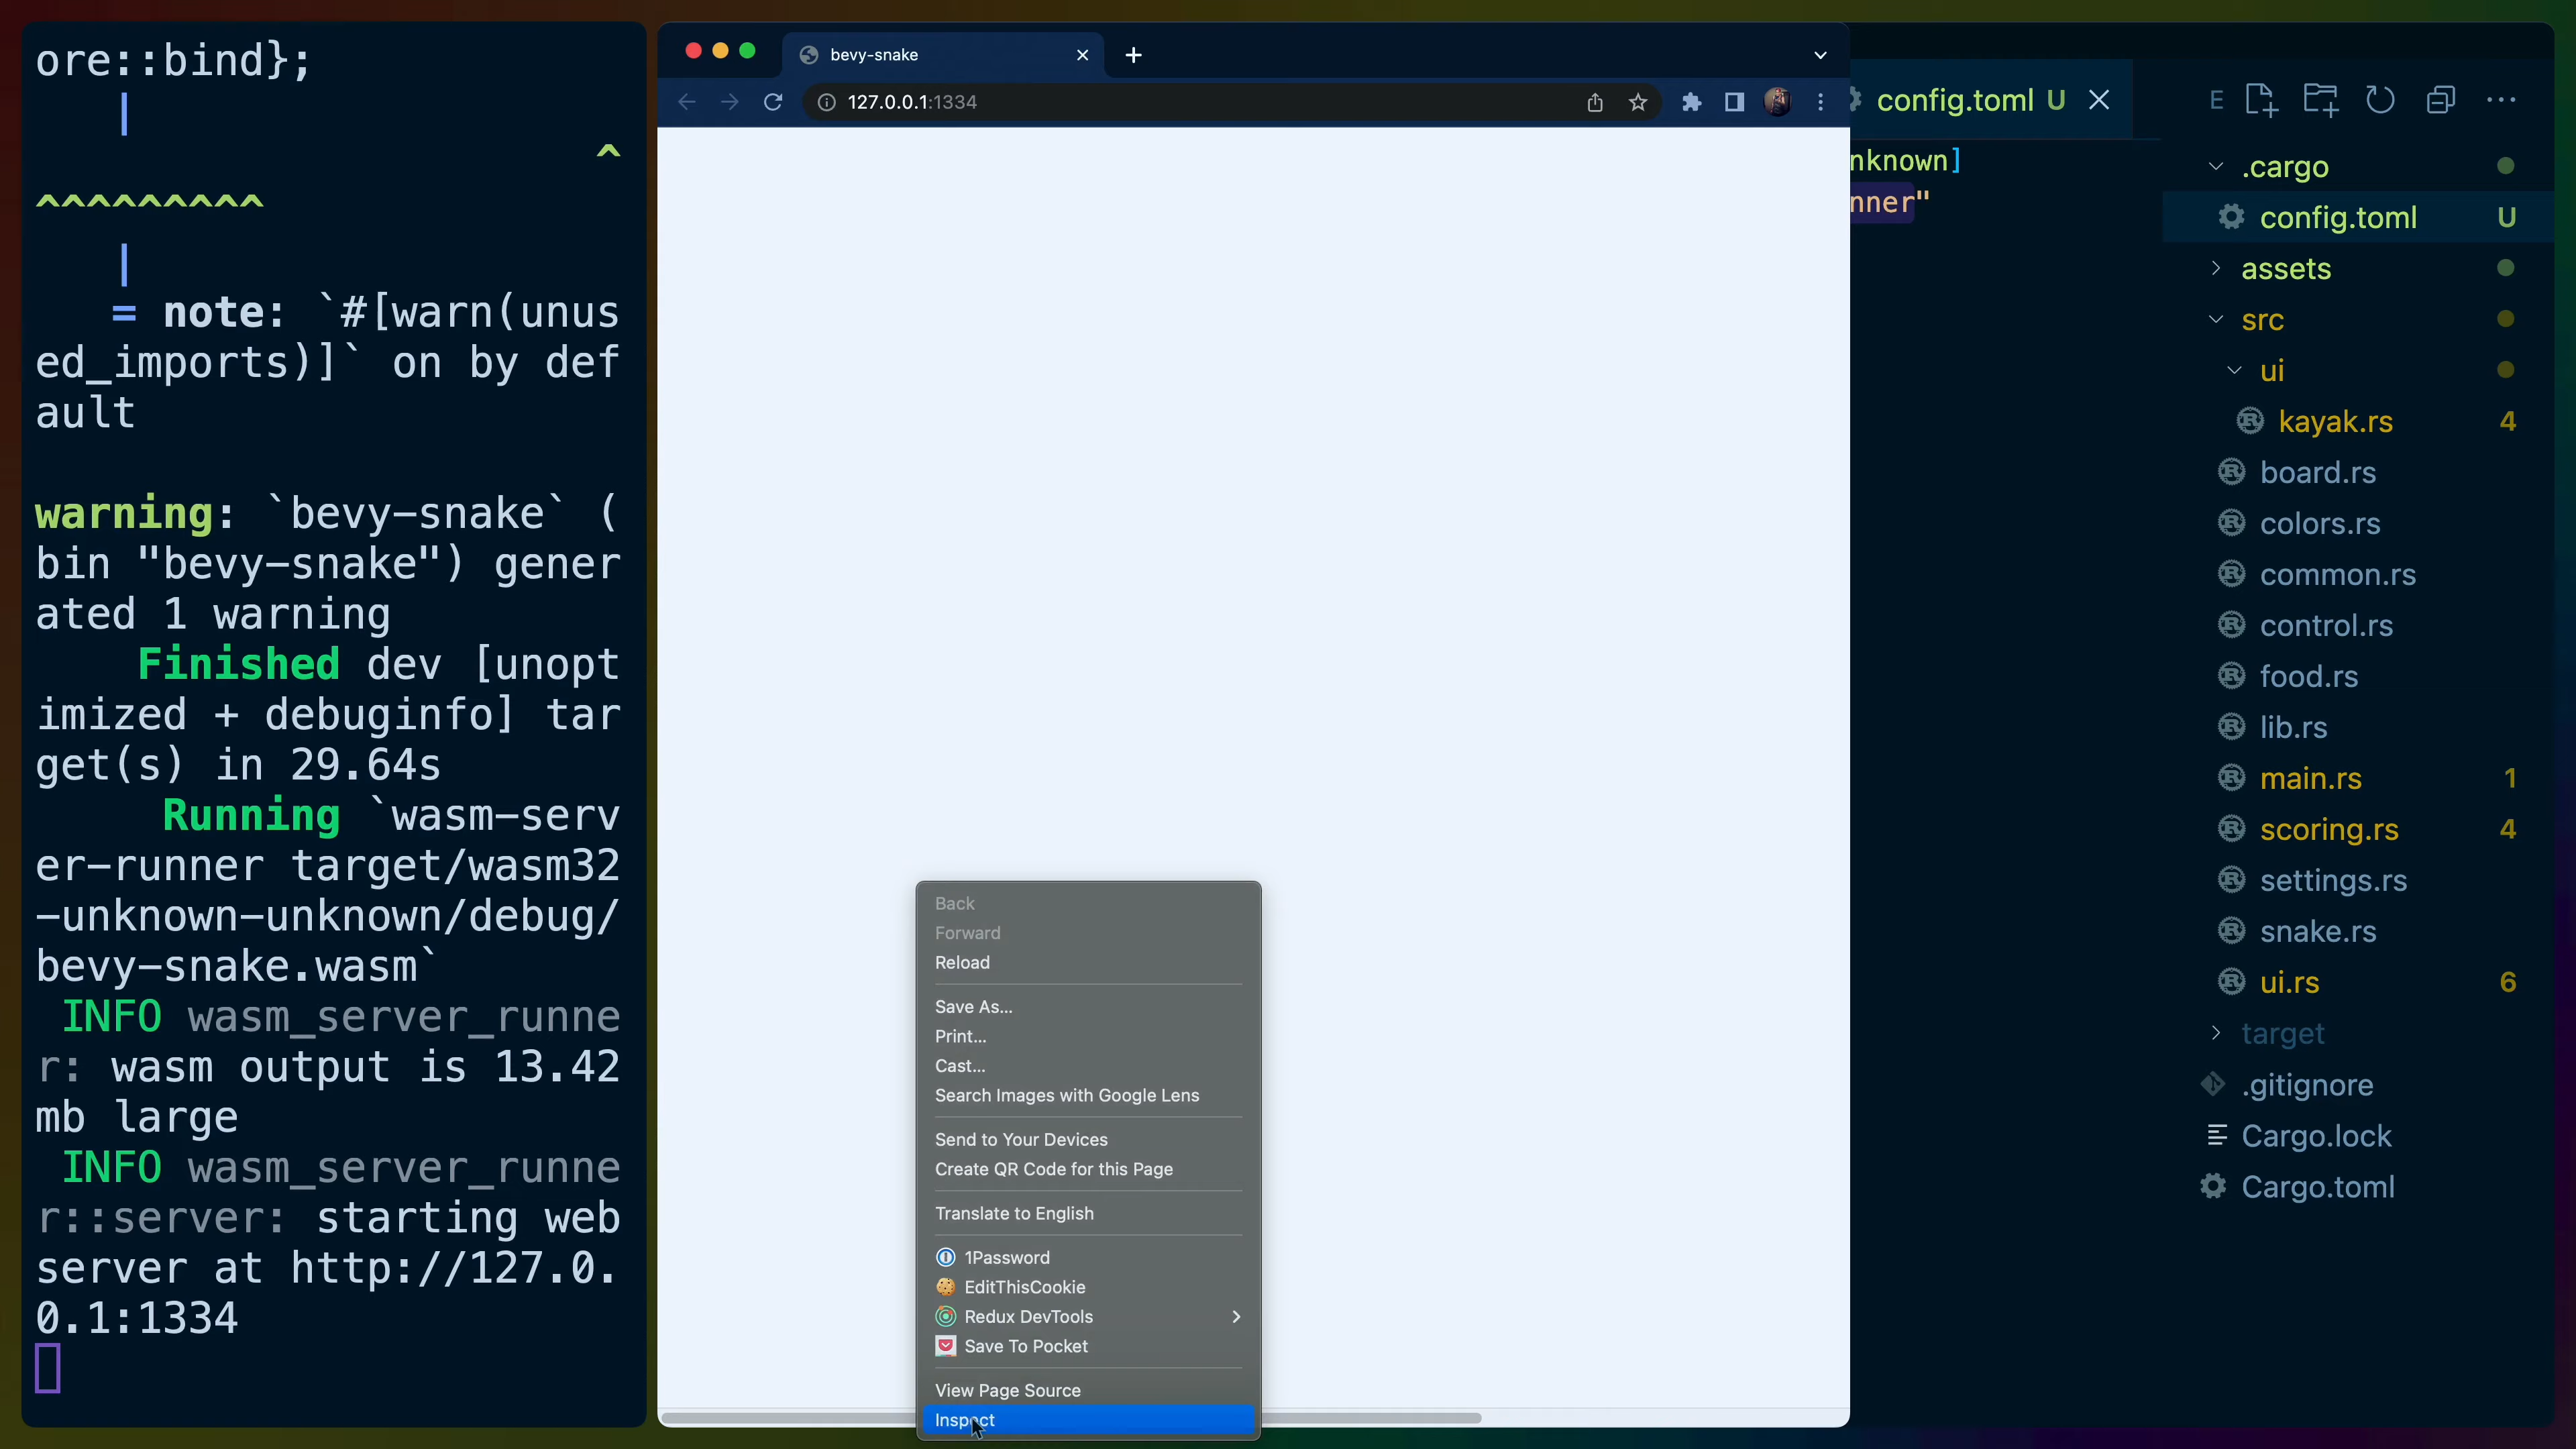 ore::bind};
|
^
^^^^^^^^^
|
= note: `#[warn(unus
ed_imports)]` on by def
ault
warning: `bevy-snake` (
bin "bevy-snake") gener
ated 1 warning
Finished dev [unopt
imized + debuginfo] tar
get(s) in 29.64s
Running `wasm-serv
er-runner target/wasm32
-unknown-unknown/debug/
bevy-snake.wasm`
INFO wasm_server_runne
r: wasm output is 13.42
mb large
INFO wasm_server_runne
r::server: starting web
server at http://127.0.
0.1:1334
bevy-snake
127.0.0.1:1334
Back
Forward
Reload
Save As...
Print...
Cast...
Search Images with Google Lens
Send to Your Devices
Create QR Code for this Page
Translate to English
1Password
EditThisCookie
Redux DevTools
Save To Pocket
View Page Source
Inspect
config.toml U
nknown]
nner"
E
.cargo
config.toml U
assets
src
ui
kayak.rs 4
board.rs
colors.rs
common.rs
control.rs
food.rs
lib.rs
main.rs 1
scoring.rs 4
settings.rs
snake.rs
ui.rs 6
target
.gitignore
Cargo.lock
Cargo.toml